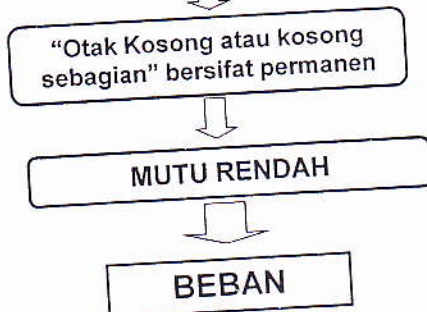 “Otak Kosong atau kosong
sebagian” bersifat permanen
MUTU RENDAH
BEBAN